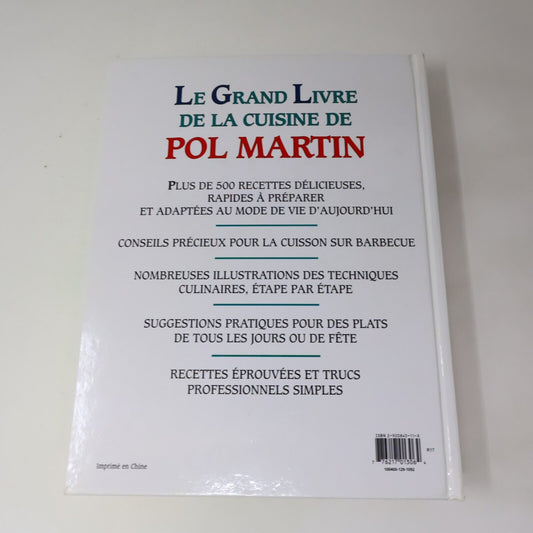 LE GRAND LIVRE
DE LA CUISINE DE
POL MARTIN
PLUS DE 500 RECETTES DÉLICIEUSES,
RAPIDES À PRÉPARER
ET ADAPTÉES AU MODE DE VIE D'AUJOURD'HUI
CONSEILS PRÉCIEUX POUR LA CUISSON SUR BARBECUE
NOMBREUSES ILLUSTRATIONS DES TECHNIQUES
CULINAIRES, ÉTAPE PAR ÉTAPE
SUGGESTIONS PRATIQUES POUR DES PLATS
DE TOUS LES JOURS OU DE FÊTE
RECETTES ÉPROUVÉES ET TRUCS
PROFESSIONNELS SIMPLES
Imprimé en Chine